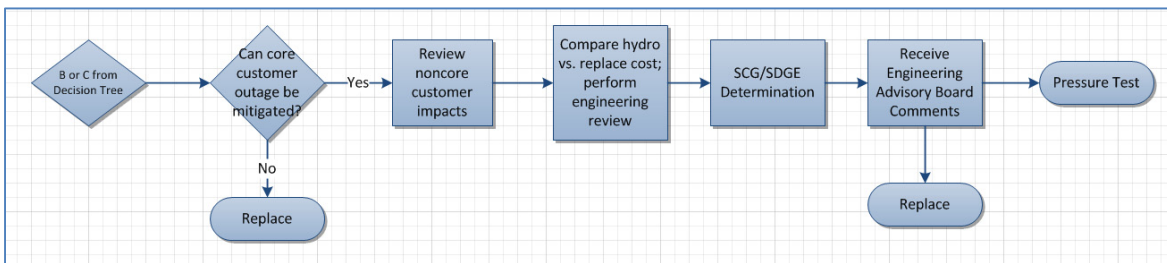 B or C from
Decision Tree
Can core
customer
outage be
mitigated?
Yes
No
Replace
Review
noncore
customer
impacts
Compare hydro
vs. replace cost;
perform
engineering
review
SCG/SDGE
Determination
Receive
Engineering
Advisory Board
Comments
Replace
Pressure Test